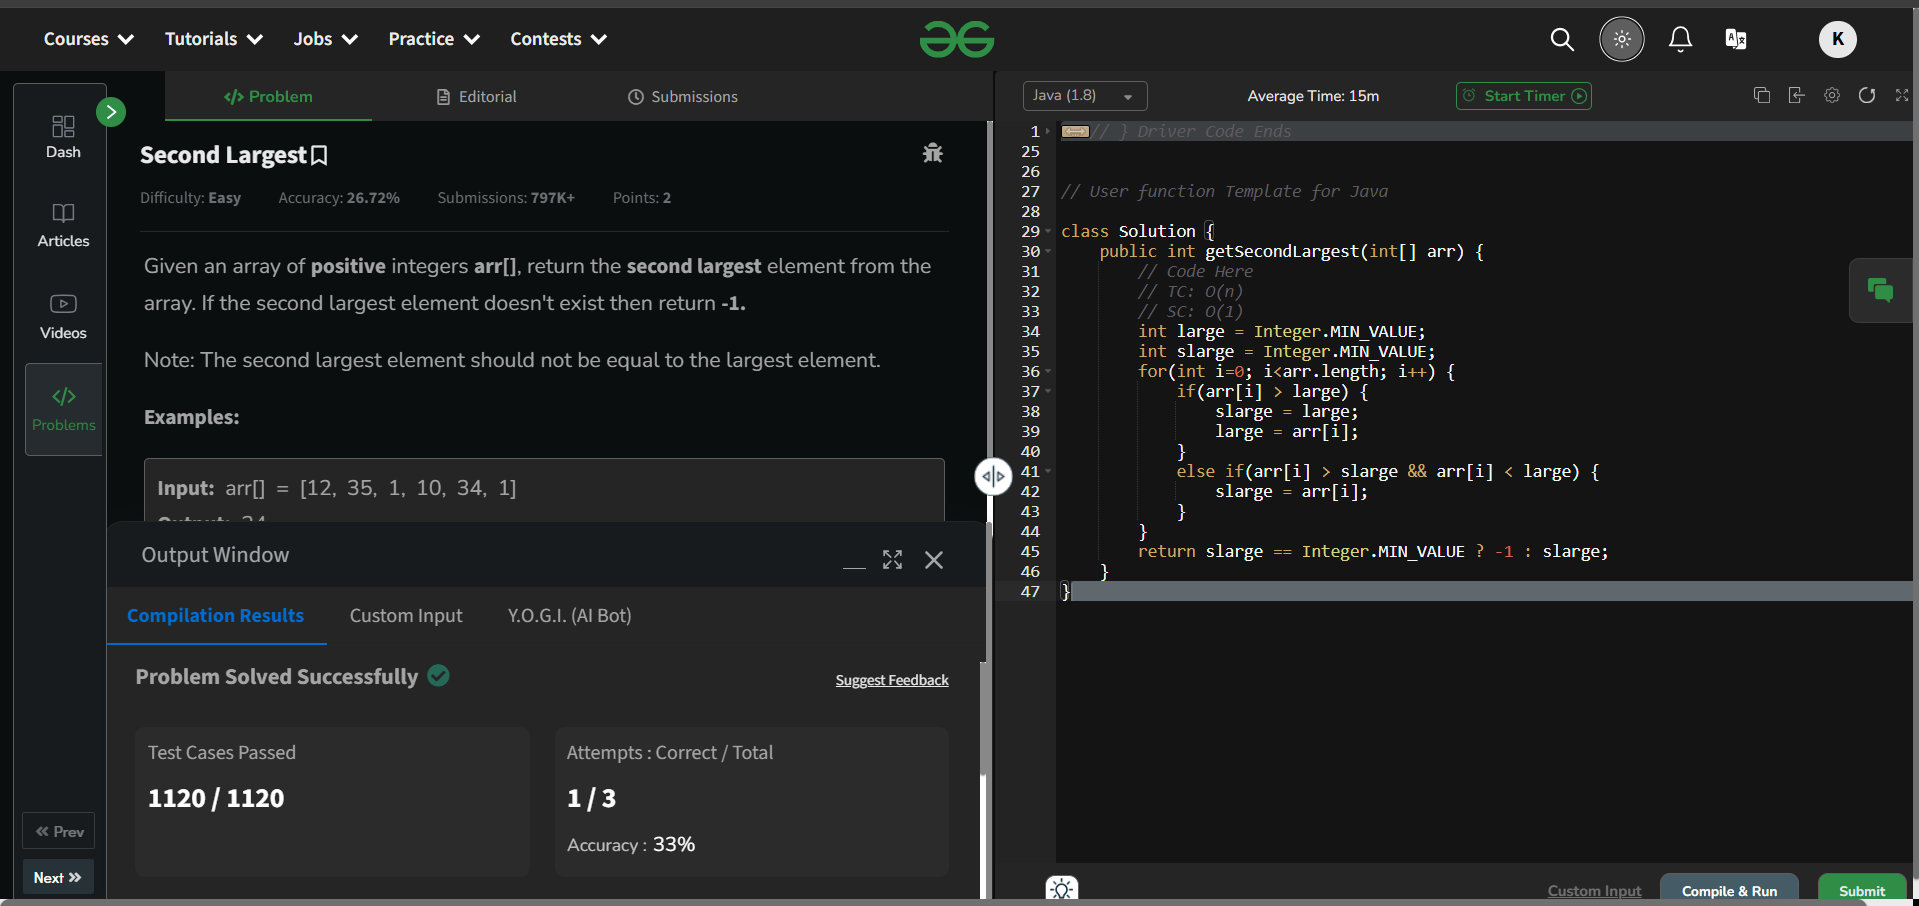 Courses Tutorials Jobs Practice Contests
K
Dash
Articles
Videos
</>
Problems
Prev
Next
</> Problem Editorial Submissions
Second Largest
Difficulty: Easy Accuracy: 26.72% Submissions: 797K+ Points: 2
Given an array of positive integers arr[], return the second largest element from the
array. If the second largest element doesn't exist then return -1.
Note: The second largest element should not be equal to the largest element.
Examples:
Input: arr[] = [12, 35, 1, 10, 34, 1]
Output: 34
Output Window
Compilation Results Custom Input Y.O.G.I. (AI Bot)
Problem Solved Successfully
Suggest Feedback
Test Cases Passed
1120 / 1120
Attempts : Correct / Total
1 / 3
Accuracy : 33%
Java (1.8) Average Time: 15m Start Timer
1 // } Driver Code Ends
25
26
27 // User function Template for Java
28
29 class Solution {
30 public int getSecondLargest(int[] arr) {
31 // Code Here
32 // TC: O(n)
33 // SC: O(1)
34 int large = Integer.MIN_VALUE;
35 int slarge = Integer.MIN_VALUE;
36 for(int i=0; i<arr.length; i++) {
37 if(arr[i] > large) {
38 slarge = large;
39 large = arr[i];
40 }
41 else if(arr[i] > slarge && arr[i] < large) {
42 slarge = arr[i];
43 }
44 }
45 return slarge == Integer.MIN_VALUE ? -1 : slarge;
46 }
47 }
Custom Input Compile & Run Submit